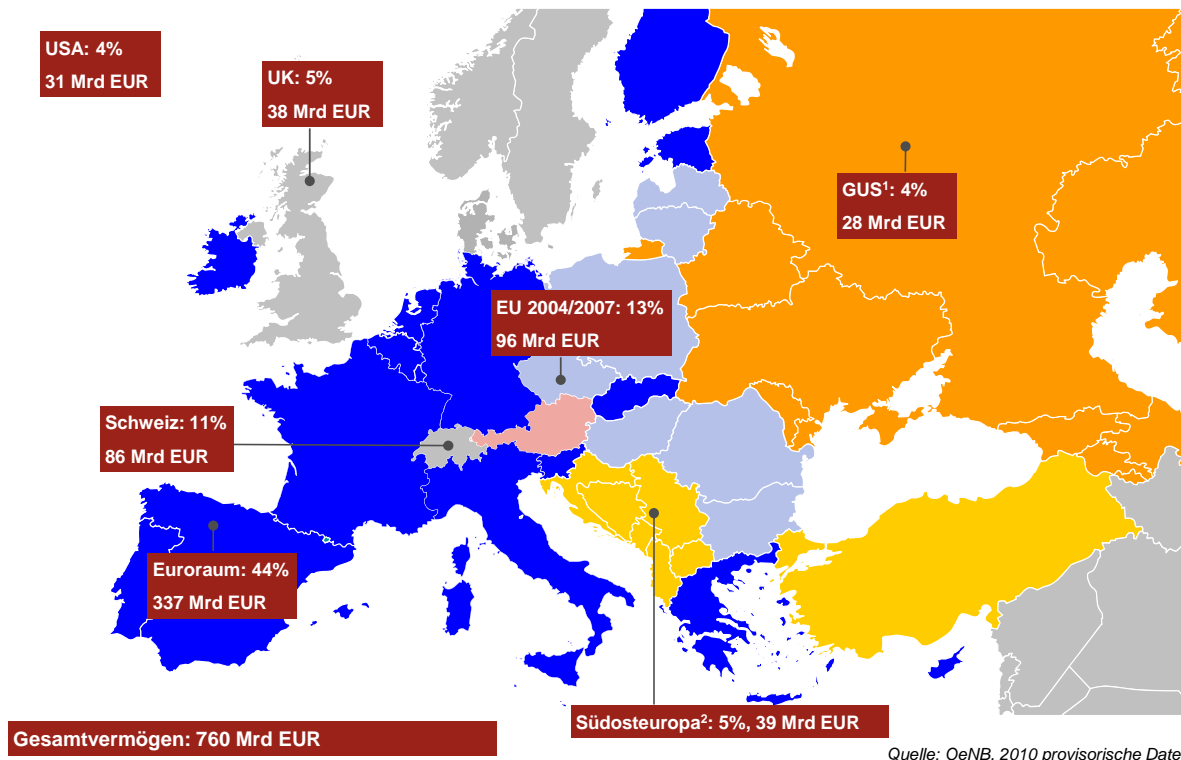 USA: 4%
31 Mrd EUR
UK: 5%
38 Mrd EUR
GUS¹: 4%
28 Mrd EUR
EU 2004/2007: 13%
96 Mrd EUR
Schweiz: 11%
86 Mrd EUR
Euroraum: 44%
337 Mrd EUR
Südosteuropa²: 5%, 39 Mrd EUR
Gesamtvermögen: 760 Mrd EUR
Quelle: OeNB, 2010 provisorische Date